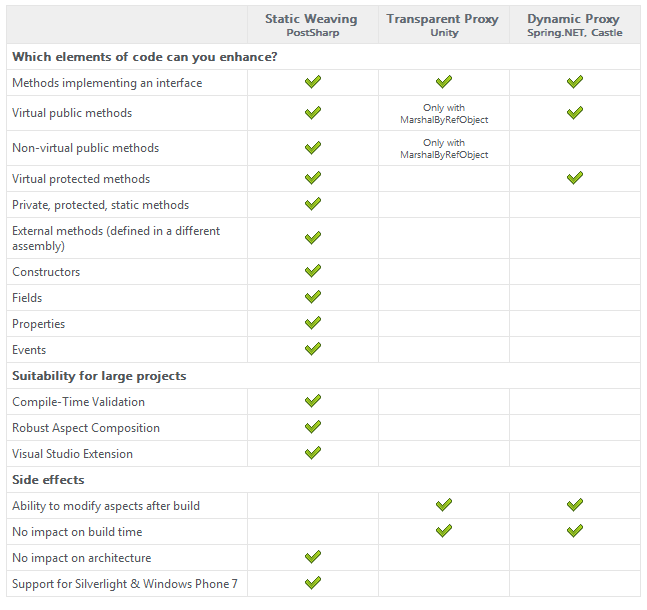 Static Weaving Transparent Proxy Dynamic Proxy
PostSharp Unity Spring.NET, Castle
Which elements of code can you enhance?
Methods implementing an interface
Virtual public methods Only with
MarshalByRefObject
Non-virtual public methods Only with
MarshalByRefObject
Virtual protected methods
Private, protected, static methods
External methods (defined in a different
assembly)
Constructors
Fields
Properties
Events
Suitability for large projects
Compile-Time Validation
Robust Aspect Composition
Visual Studio Extension
Side effects
Ability to modify aspects after build
No impact on build time
No impact on architecture
Support for Silverlight & Windows Phone 7